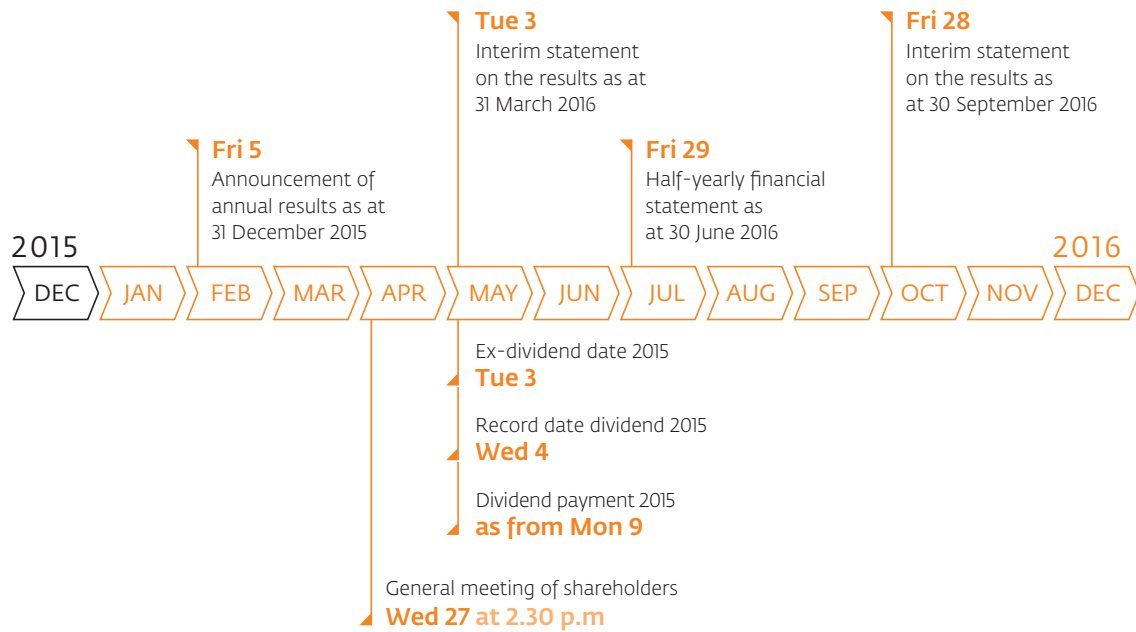 Tue 3
Interim statement
on the results as at
31 March 2016
Fri 28
Interim statement
on the results as
at 30 September 2016
Fri 5
Announcement of
annual results as at
31 December 2015
Fri 29
Half-yearly financial
statement as
at 30 June 2016
2015
2016
DEC
JAN
FEB
MAR
APR
MAY
JUN
JUL
AUG
SEP
OCT
NOV
DEC
Ex-dividend date 2015
Tue 3
Record date dividend 2015
Wed 4
Dividend payment 2015
as from Mon 9
General meeting of shareholders
Wed 27 at 2.30 p.m